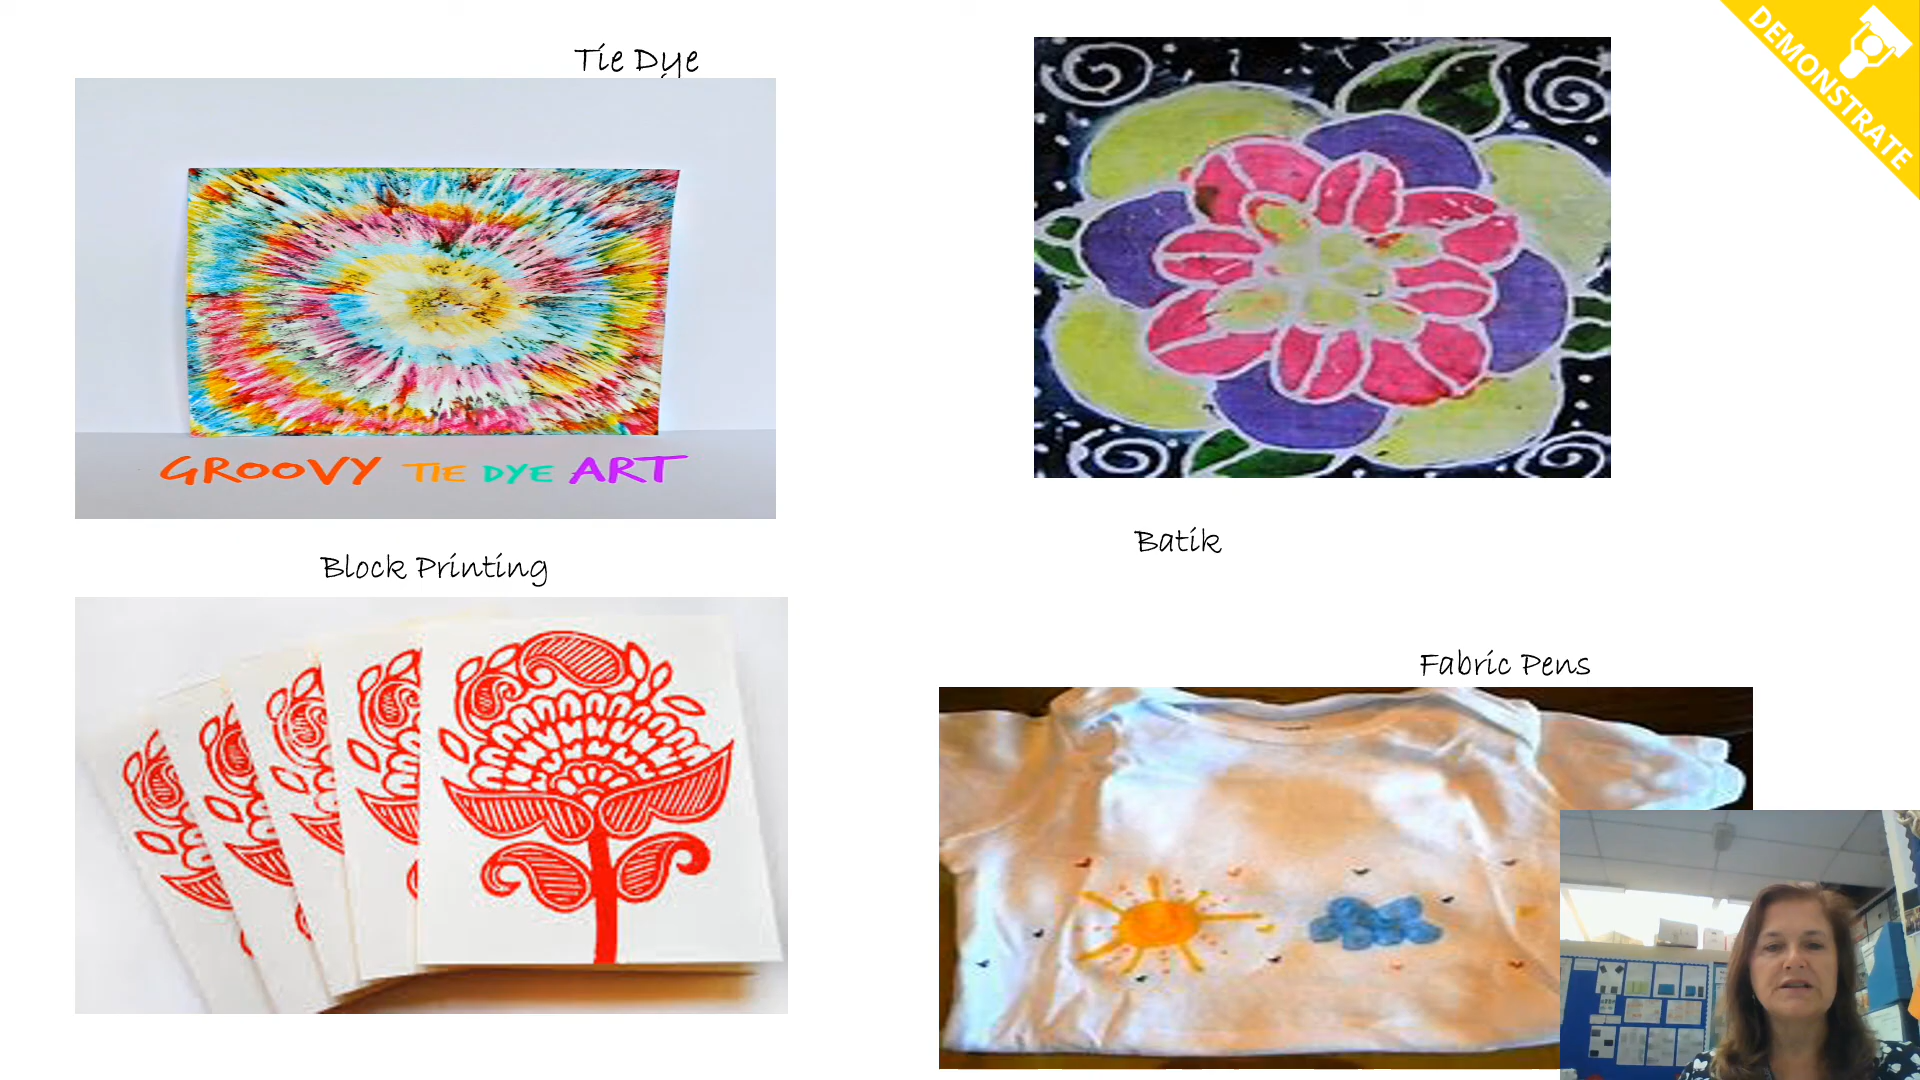 Tie Dye
DEMONSTRATE
GROOVY TIE DYE ART
Batik
Block Printing
Fabric Pens